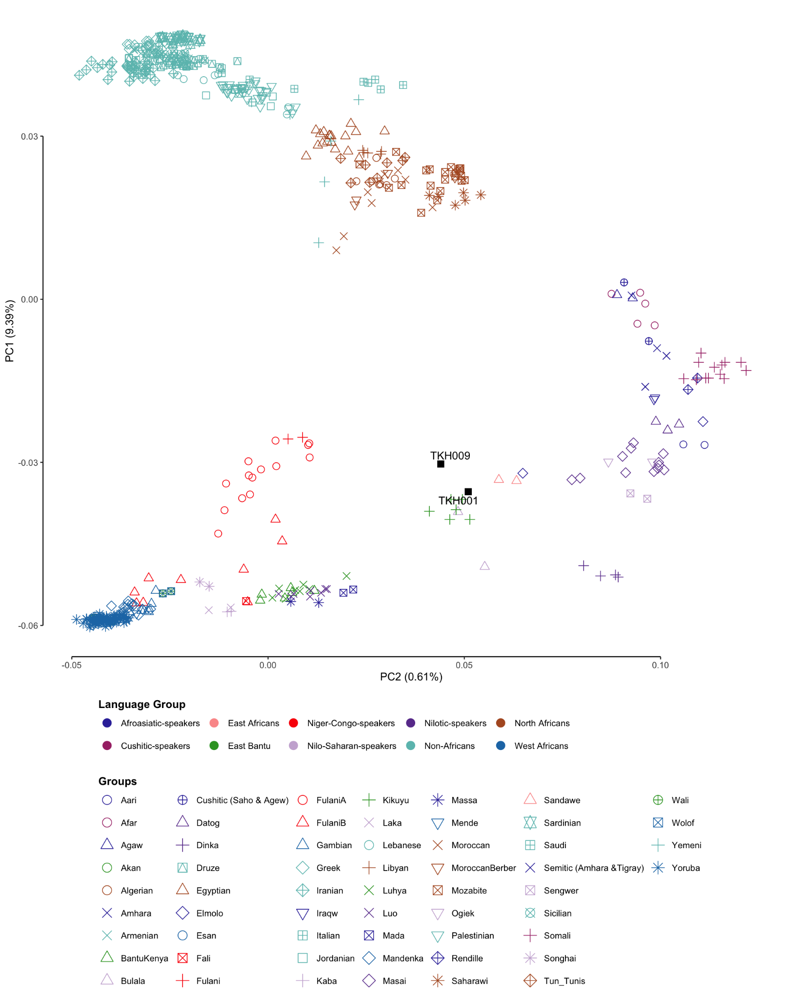 0.03
0.00
-0.03
-0.06
PC1 (9.39%)
TKH009
TKH001
-0.05 0.00 0.05 0.10
PC2 (0.61%)
Language Group
Afroasiatic-speakers East Africans Niger-Congo-speakers Nilotic-speakers North Africans
Cushitic-speakers East Bantu Nilo-Saharan-speakers Non-Africans West Africans
Groups
Aari Cushitic (Saho & Agew) FulaniA Kikuyu Massa Sandawe Wali
Afar Datog FulaniB Laka Mende Sardinian Wolof
Agaw Dinka Gambian Lebanese Moroccan Saudi Yemeni
Akan Druze Greek Libyan MoroccanBerber Semitic (Amhara &Tigray) Yoruba
Algerian Egyptian Iranian Luhya Mozabite Sengwer
Amhara Elmolo Iraqw Luo Ogiek Sicilian
Armenian Esan Italian Mada Palestinian Somali
BantuKenya Fali Jordanian Mandenka Rendille Songhai
Bulala Fulani Kaba Masai Saharawi Tun_Tunis